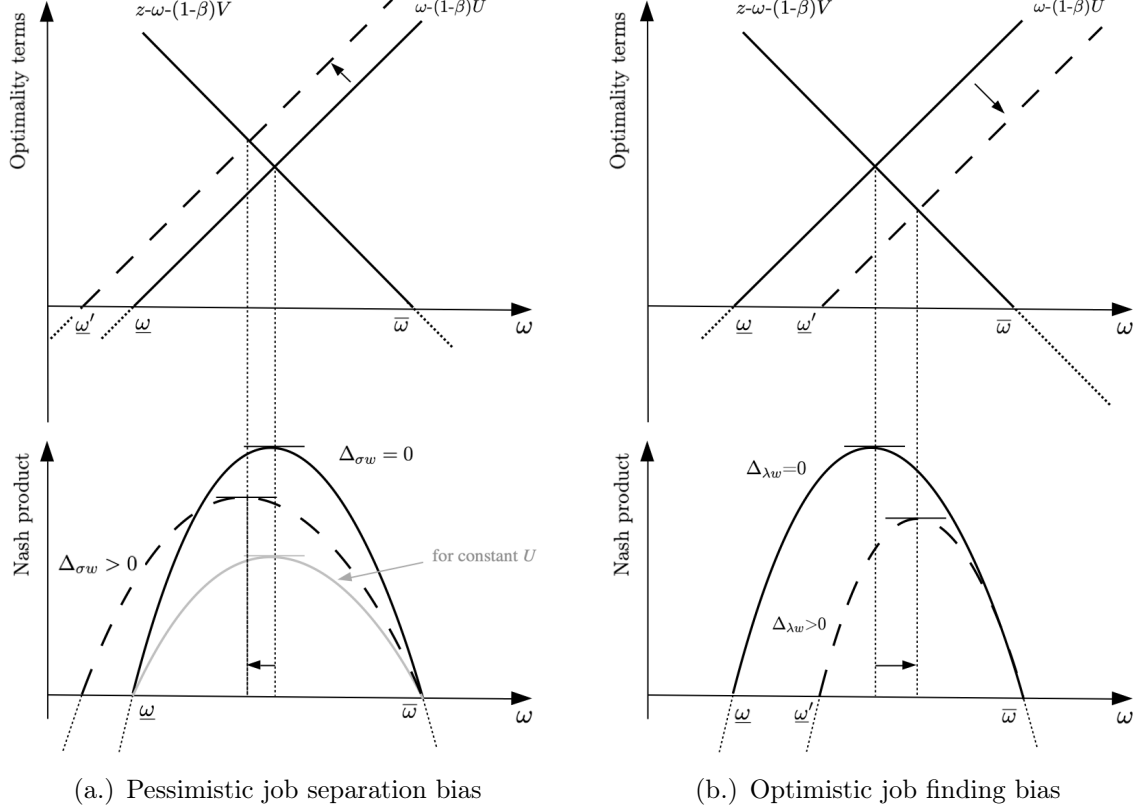 z-ω-(1-β)V
ω-(1-β)U
Optimality terms
ω̲′
ω̲
ω̅
ω
Nash product
Δσw = 0
Δσw > 0
for constant U
ω̲
ω̅
ω
(a.) Pessimistic job separation bias
z-ω-(1-β)V
ω-(1-β)U
Optimality terms
ω̲
ω̲′
ω̅
ω
Nash product
Δλw=0
Δλw>0
ω̲
ω̲′
ω̅
ω
(b.) Optimistic job finding bias